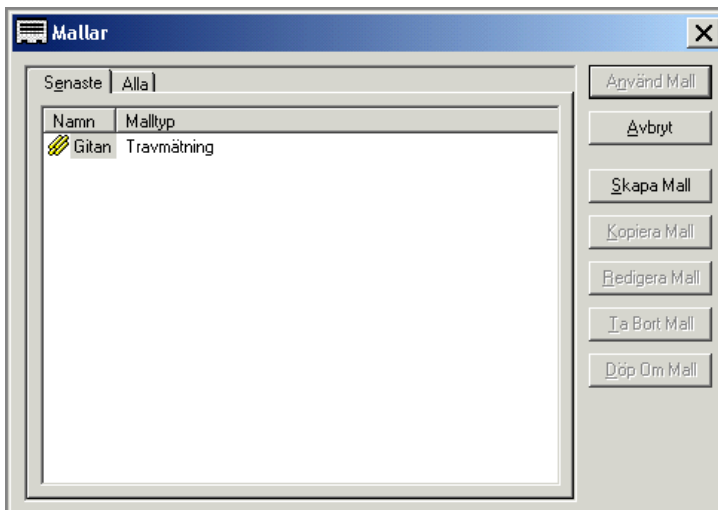 Mallar
Senaste Alla
Namn Malltyp
Gitan Travmätning
Använd Mall
Avbryt
Skapa Mall
Kopiera Mall
Redigera Mall
Ta Bort Mall
Döp Om Mall